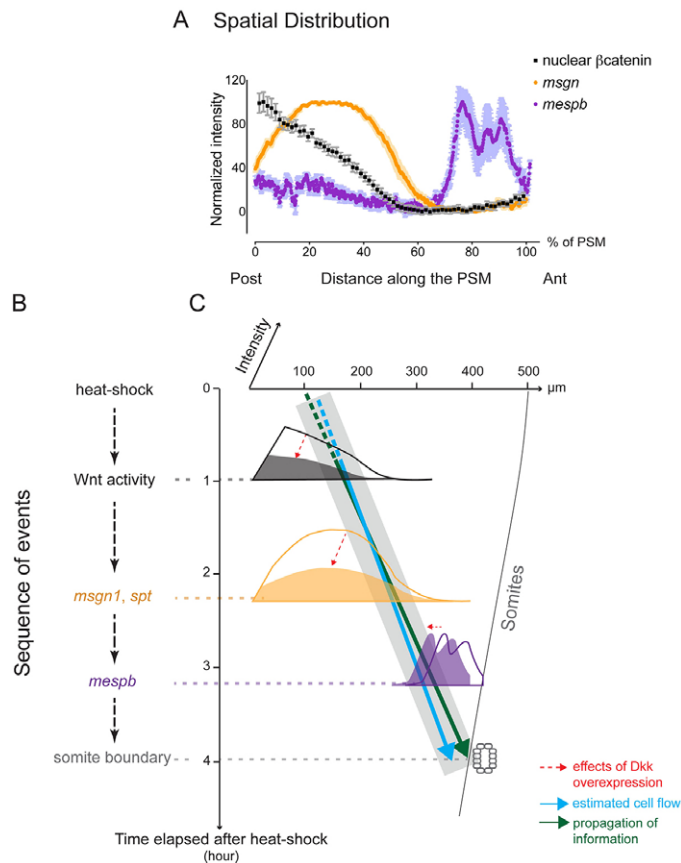 A Spatial Distribution
nuclear βcatenin
msgn
mespb
Normalized intensity
120
80
40
0
0 20 40 60 80 100
% of PSM
Post Distance along the PSM Ant
B C
Intensity
100 200 300 400 500 μm
heat-shock 0
Wnt activity 1
2
msgn1, spt
3
mespb
somite boundary 4
Sequence of events
Somites
effects of Dkk
overexpression
estimated cell flow
propagation of
information
Time elapsed after heat-shock
(hour)